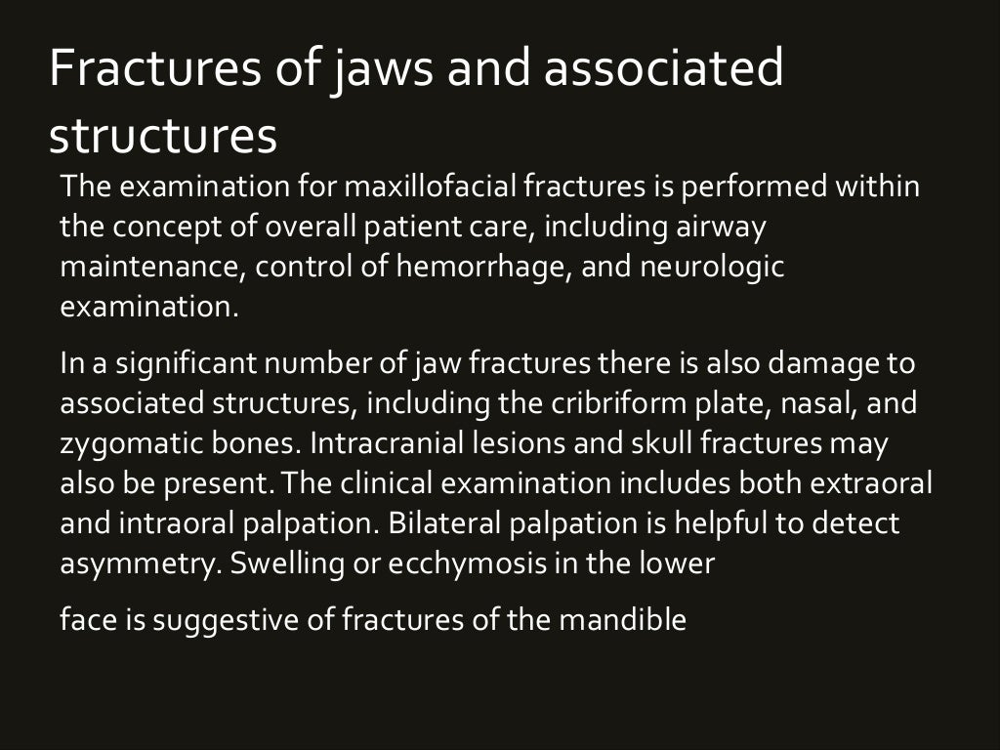 Fractures of jaws and associated
structures
The examination for maxillofacial fractures is performed within
the concept of overall patient care, including airway
maintenance, control of hemorrhage, and neurologic
examination.
In a significant number of jaw fractures there is also damage to
associated structures, including the cribriform plate, nasal, and
zygomatic bones. Intracranial lesions and skull fractures may
also be present. The clinical examination includes both extraoral
and intraoral palpation. Bilateral palpation is helpful to detect
asymmetry. Swelling or ecchymosis in the lower
face is suggestive of fractures of the mandible